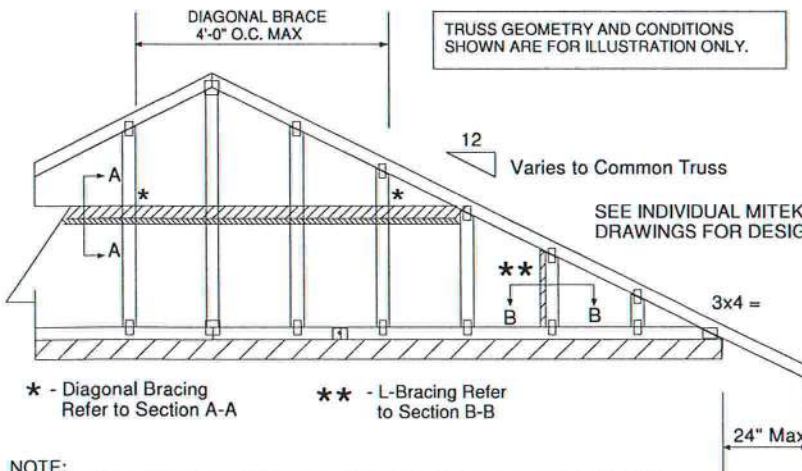 DIAGONAL BRACE
4'-0" O.C. MAX
TRUSS GEOMETRY AND CONDITIONS
SHOWN ARE FOR ILLUSTRATION ONLY.
12
Varies to Common Truss
A
*
*
SEE INDIVIDUAL MITEK
DRAWINGS FOR DESIG
A
**
B
B
3x4 =
* - Diagonal Bracing
Refer to Section A-A
** - L-Bracing Refer
to Section B-B
24" Max
NOTE: